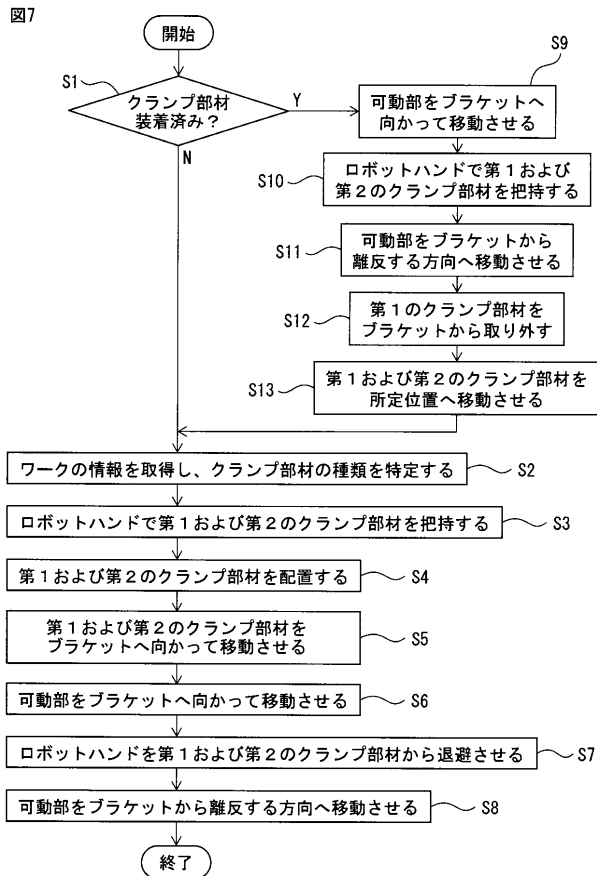 図7
開始
S1
クランプ部材
装着済み？
Y
N
S9
可動部をブラケットへ
向かって移動させる
S10
ロボットハンドで第１および
第２のクランプ部材を把持する
S11
可動部をブラケットから
離反する方向へ移動させる
S12
第１のクランプ部材を
ブラケットから取り外す
S13
第１および第２のクランプ部材を
所定位置へ移動させる
ワークの情報を取得し、クランプ部材の種類を特定する
S2
ロボットハンドで第１および第２のクランプ部材を把持する
S3
第１および第２のクランプ部材を配置する
S4
第１および第２のクランプ部材を
ブラケットへ向かって移動させる
S5
可動部をブラケットへ向かって移動させる
S6
ロボットハンドを第１および第２のクランプ部材から退避させる
S7
可動部をブラケットから離反する方向へ移動させる
S8
終了